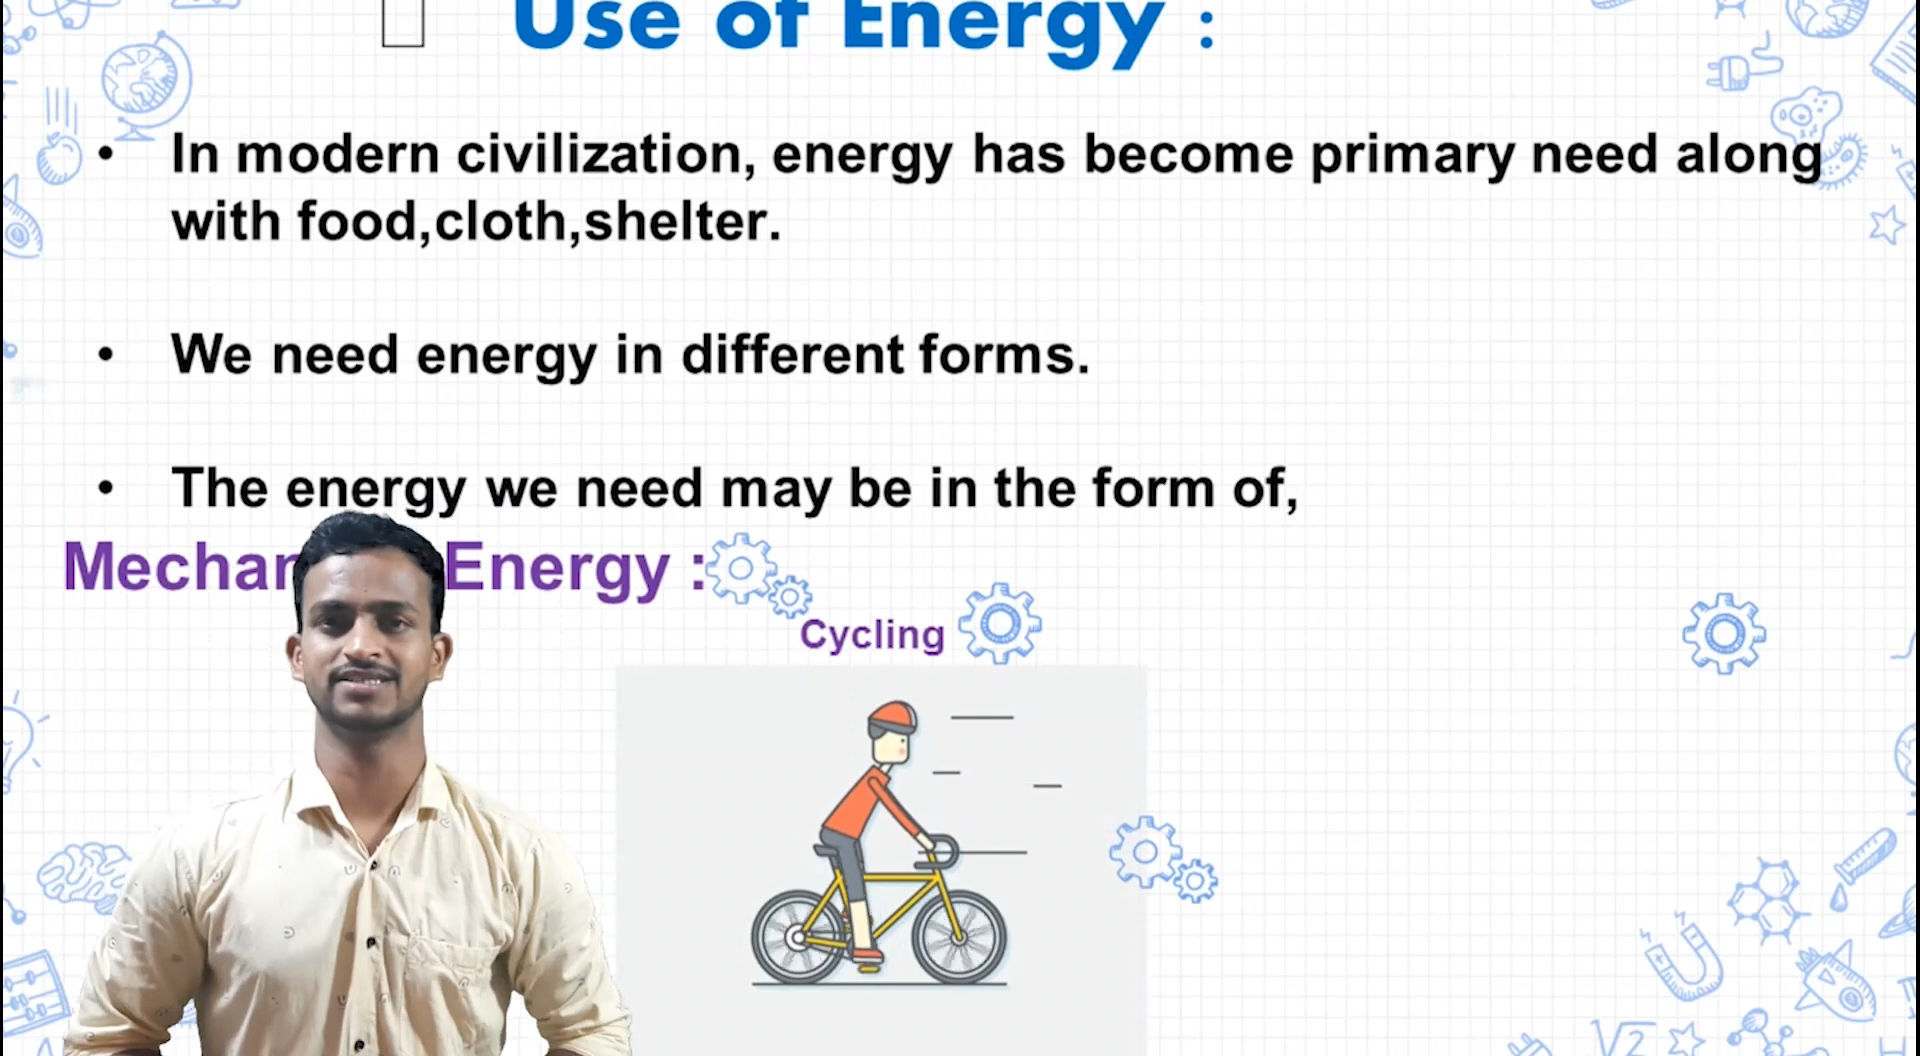 Use of Energy :
• In modern civilization, energy has become primary need along
with food,cloth,shelter.
• We need energy in different forms.
• The energy we need may be in the form of,
Energy :
Cycling
√2